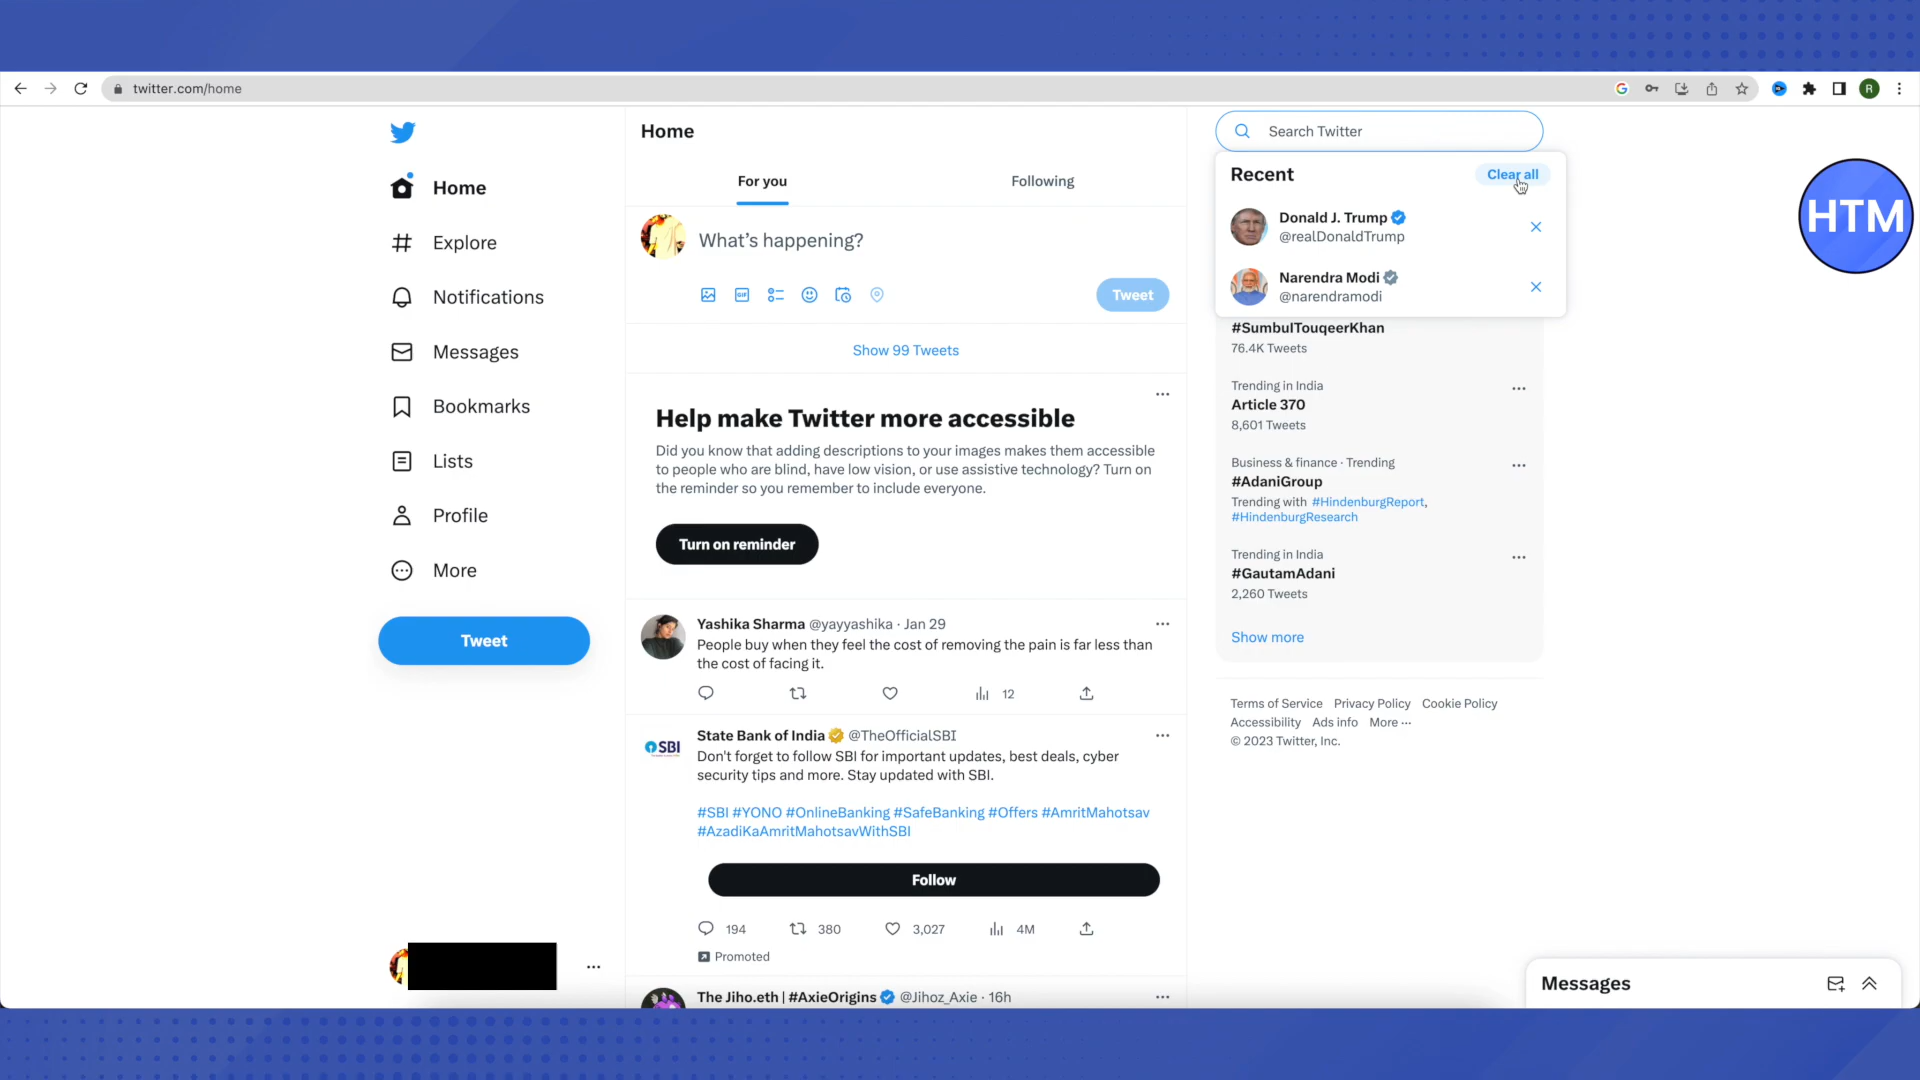 twitter.com/home
R
Home
Explore
Notifications
Messages
Bookmarks
Lists
Profile
More
Tweet
Home
For you
Following
What's happening?
GIF
Tweet
Show 99 Tweets
Help make Twitter more accessible
Did you know that adding descriptions to your images makes them accessible
to people who are blind, have low vision, or use assistive technology? Turn on
the reminder so you remember to include everyone.
Turn on reminder
Yashika Sharma @yayyashika · Jan 29
People buy when they feel the cost of removing the pain is far less than
the cost of facing it.
12
SBI
State Bank of India @TheOfficialSBI
Don't forget to follow SBI for important updates, best deals, cyber
security tips and more. Stay updated with SBI.
#SBI #YONO #OnlineBanking #SafeBanking #Offers #AmritMahotsav
#AzadiKaAmritMahotsavWithSBI
Follow
194 380 3,027 4M
Promoted
The Jiho.eth | #AxieOrigins @Jihoz_Axie · 16h
Search Twitter
Recent
Clear all
Donald J. Trump
@realDonaldTrump
Narendra Modi
@narendramodi
#SumbulTouqeerKhan
76.4K Tweets
Trending in India
Article 370
8,601 Tweets
Business & finance · Trending
#AdaniGroup
Trending with #HindenburgReport,
#HindenburgResearch
Trending in India
#GautamAdani
2,260 Tweets
Show more
Terms of Service Privacy Policy Cookie Policy
Accessibility Ads info More ···
© 2023 Twitter, Inc.
Messages
HTM